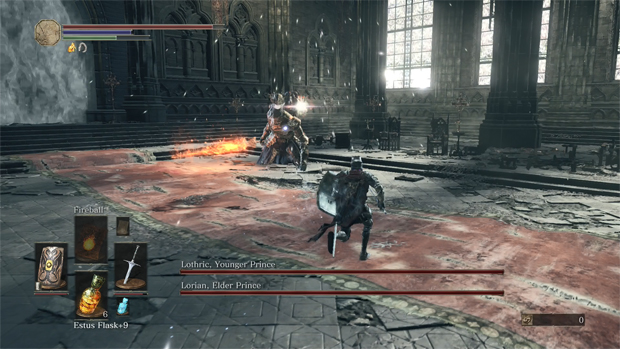 Fireball
Lothric, Younger Prince
Lorian, Elder Prince
6
Estus Flask+9
0